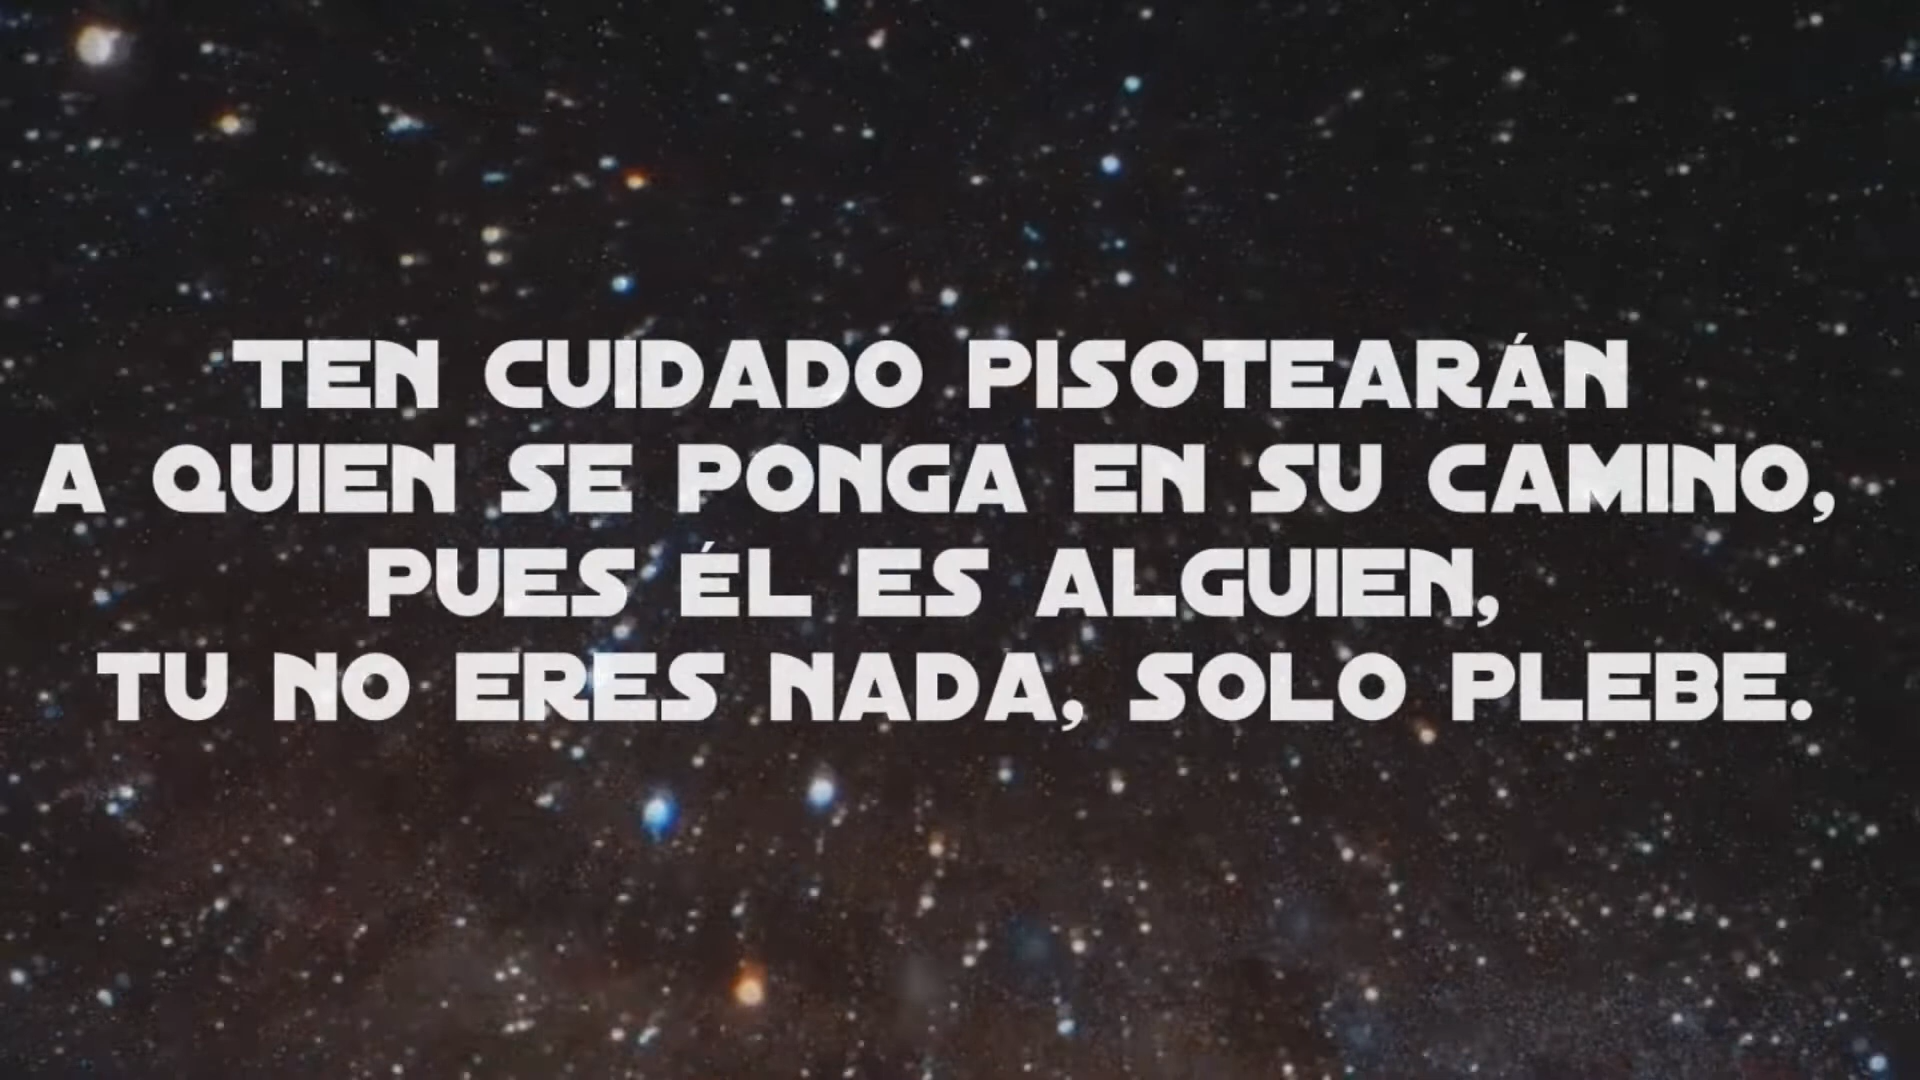 TEN CUIDADO PISOTEARÁN
A QUIEN SE PONGA EN SU CAMINO,
PUES ÉL ES ALGUIEN,
TU NO ERES NADA, SOLO PLEBE.